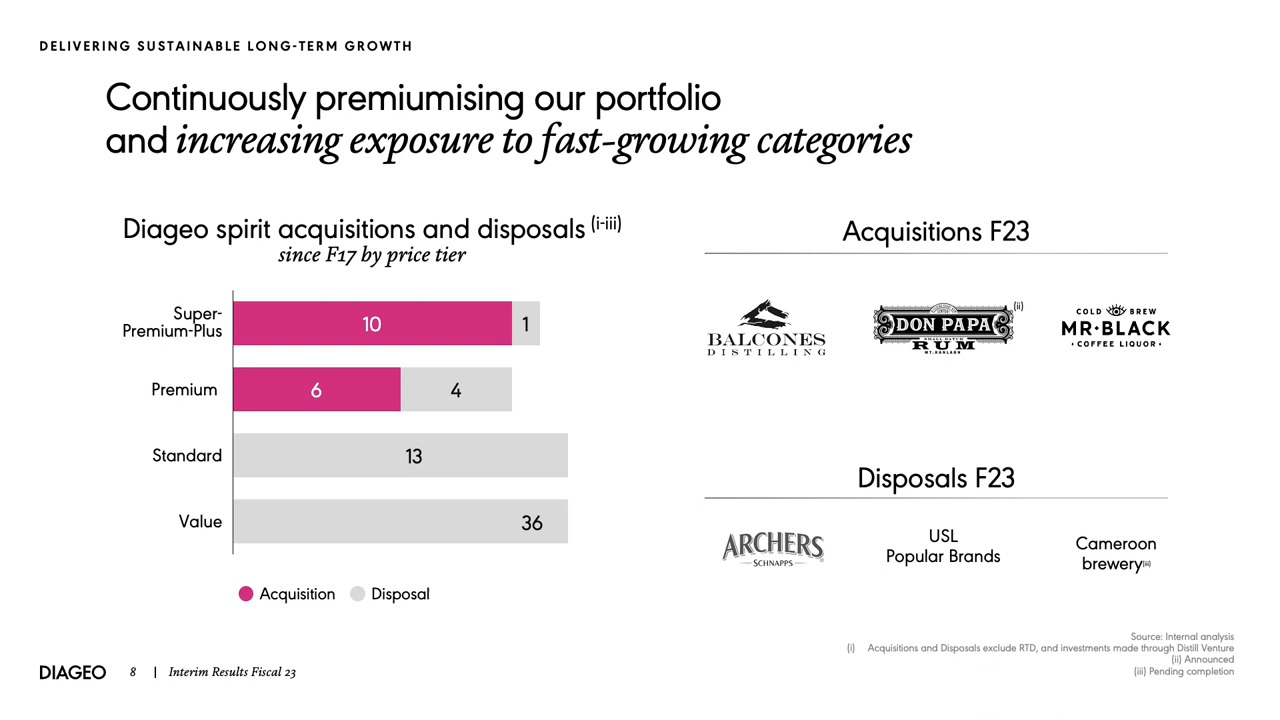 DELIVERING SUSTAINABLE LONG-TERM GROWTH
Continuously premiumising our portfolio
and increasing exposure to fast-growing categories
Diageo spirit acquisitions and disposals (i-iii)
since F17 by price tier
Super-
Premium-Plus
10
1
Premium
6
4
Standard
13
Value
36
Acquisition
Disposal
Acquisitions F23
BALCONES
DISTILLING
DON PAPA
SMALL BATCH
RUM
MT. KANLAON
(ii)
COLD BREW
MR·BLACK
·COFFEE LIQUOR·
Disposals F23
ARCHERS
SCHNAPPS
USL
Popular Brands
Cameroon
brewery(iii)
Source: Internal analysis
(i) Acquisitions and Disposals exclude RTD, and investments made through Distill Venture
(ii) Announced
(iii) Pending completion
DIAGEO 8 | Interim Results Fiscal 23